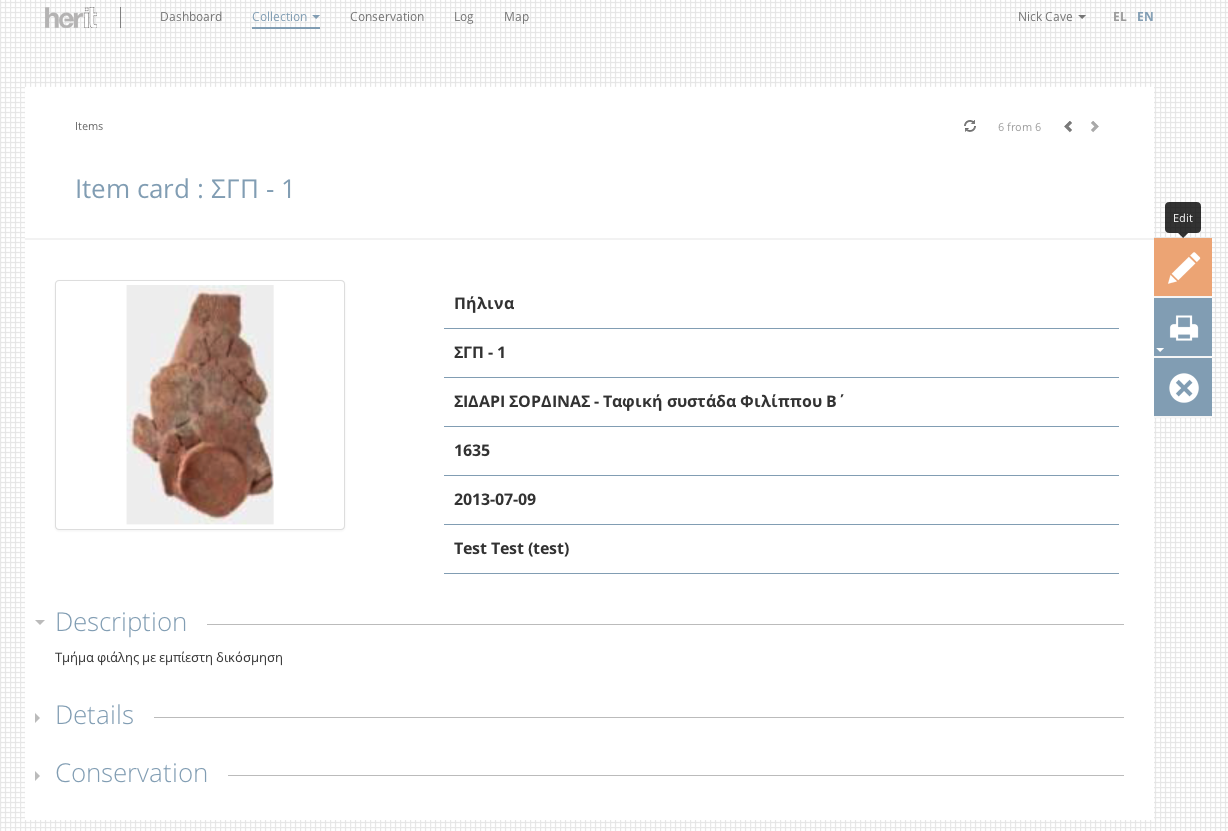 herit
Dashboard
Collection
Conservation
Log
Map
Nick Cave
EL
EN
Items
6 from 6
Item card : ΣΓΠ - 1
Edit
Πήλινα
ΣΓΠ - 1
ΣΙΔΑΡΙ ΣΟΡΔΙΝΑΣ - Ταφική συστάδα Φιλίππου Β΄
1635
2013-07-09
Test Test (test)
Description
Τμήμα φιάλης με εμπίεστη δικόσμηση
Details
Conservation